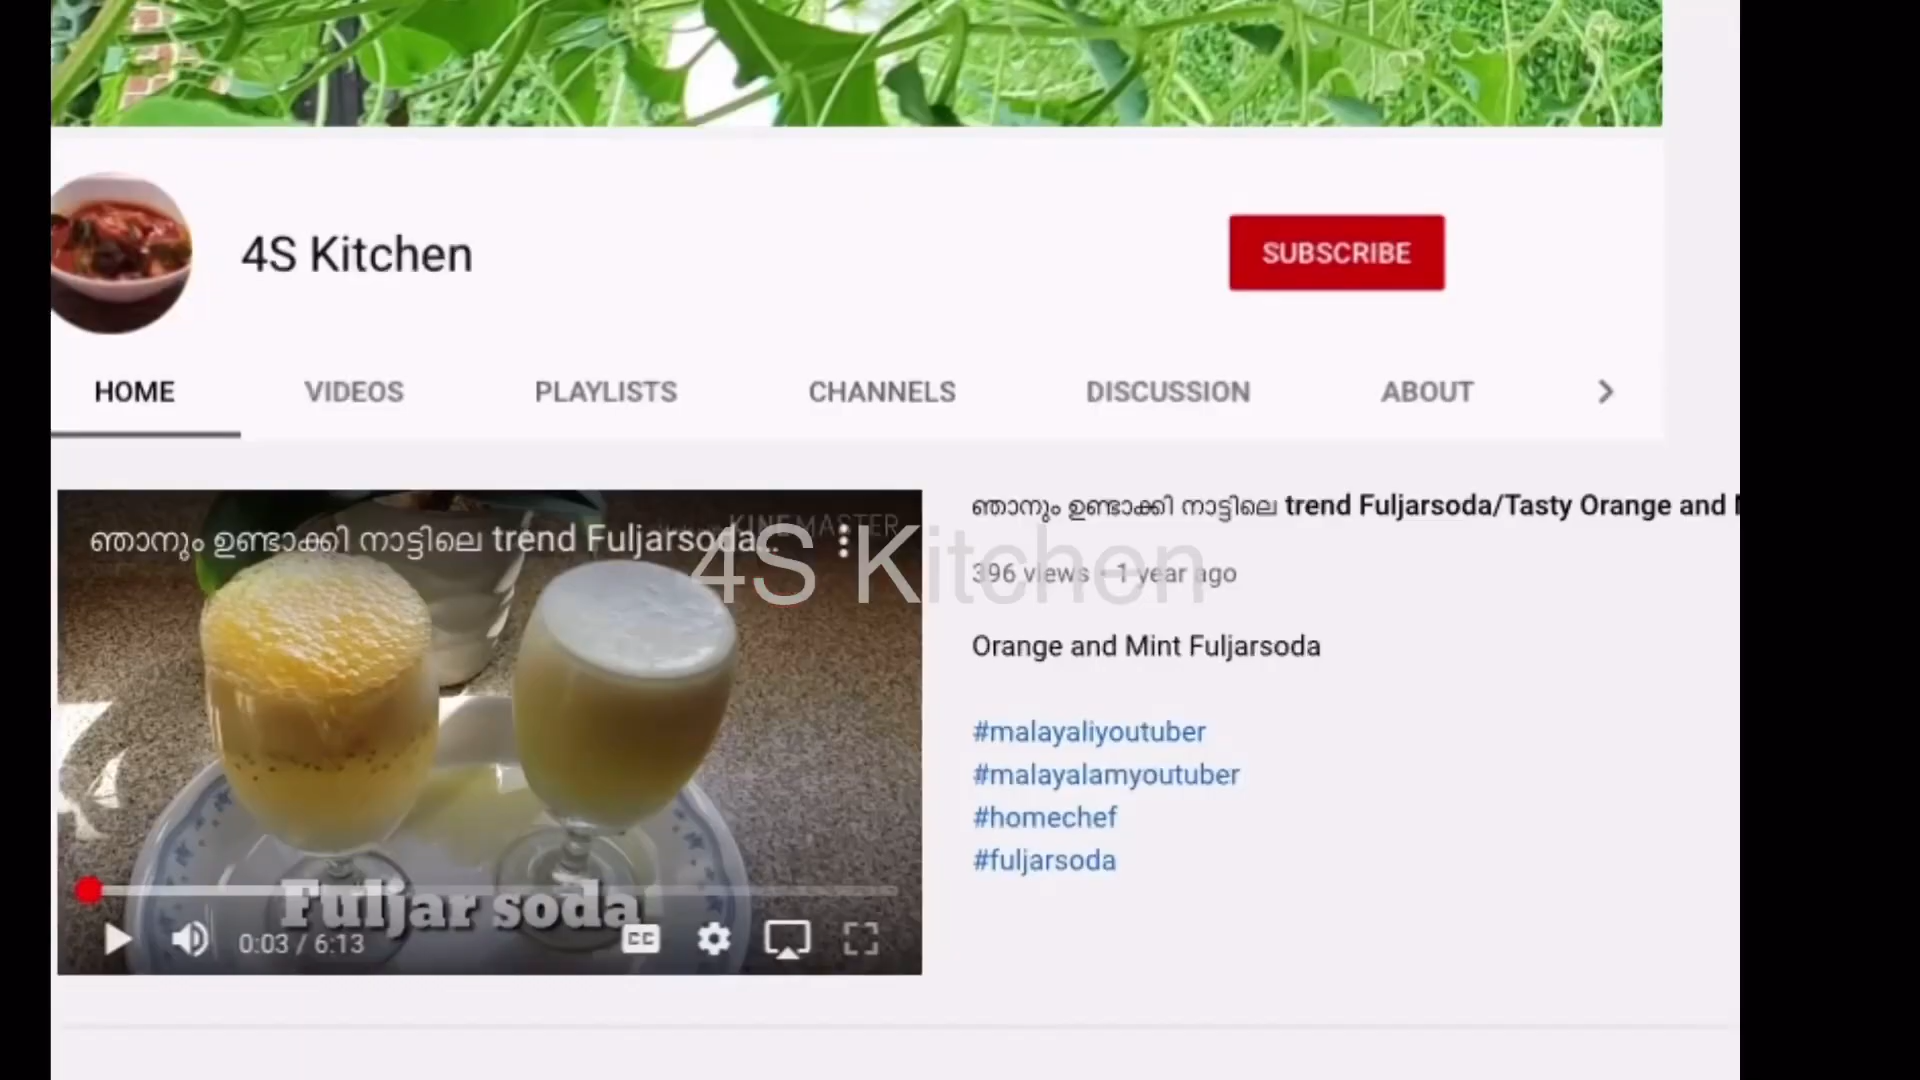 4S Kitchen
SUBSCRIBE
HOME
VIDEOS
PLAYLISTS
CHANNELS
DISCUSSION
ABOUT
ഞാനും ഉണ്ടാക്കി നാട്ടിലെ trend Fuljarsoda...
KINEMASTER
Fuljar soda
0:03 / 6:13
CC
ഞാനും ഉണ്ടാക്കി നാട്ടിലെ trend Fuljarsoda/Tasty Orange and
4S Kitchen
396 views • 1 year ago
Orange and Mint Fuljarsoda
#malayaliyoutuber
#malayalamyoutuber
#homechef
#fuljarsoda